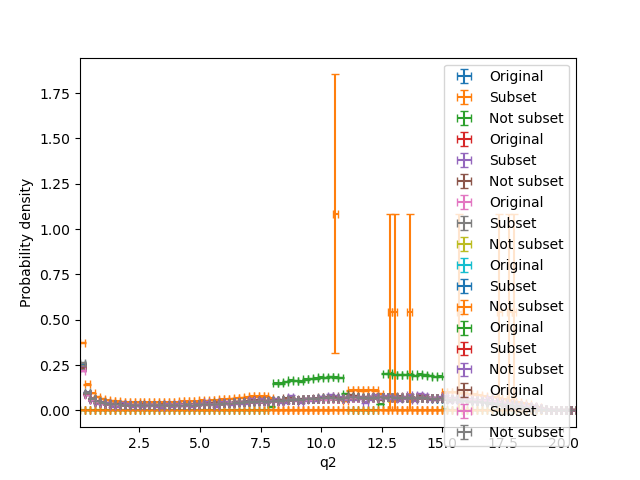 1.75
1.50
1.25
1.00
0.75
0.50
0.25
0.00
Probability density
2.5 5.0 7.5 10.0 12.5 15.0 17.5 20.0
q2
Original
Subset
Not subset
Original
Subset
Not subset
Original
Subset
Not subset
Original
Subset
Not subset
Original
Subset
Not subset
Original
Subset
Not subset